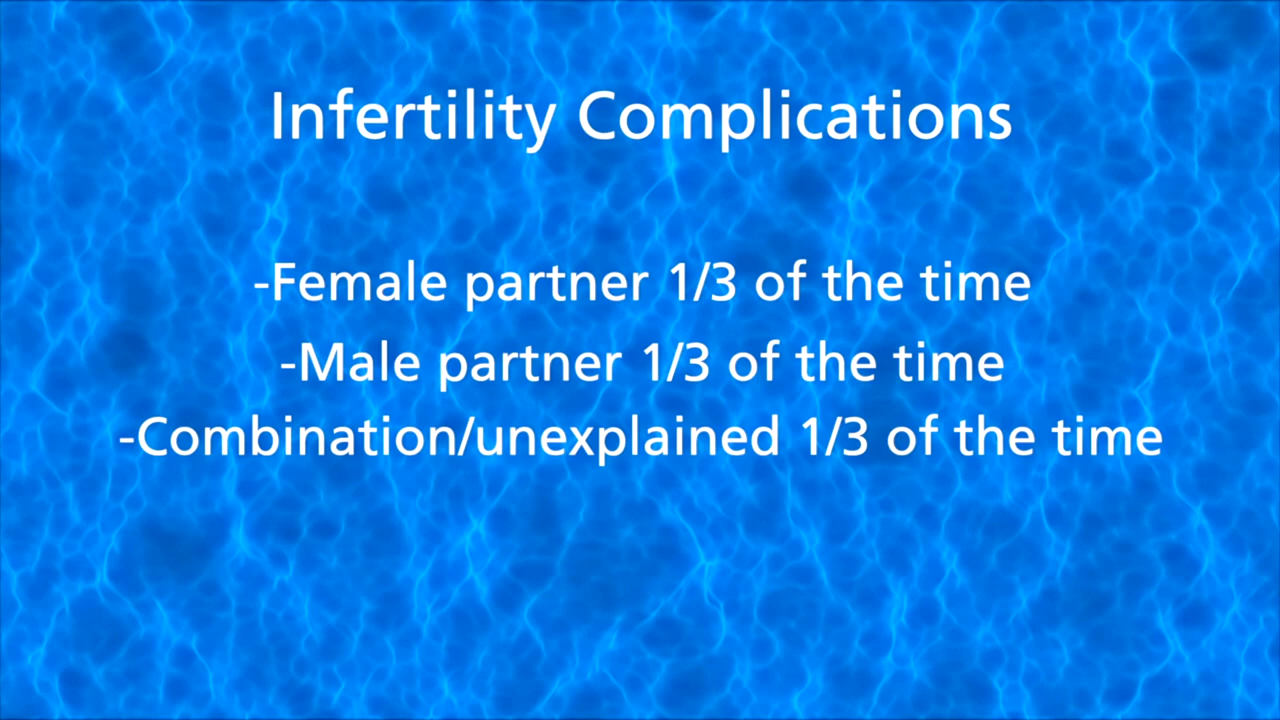 Infertility Complications
-Female partner 1/3 of the time
-Male partner 1/3 of the time
-Combination/unexplained 1/3 of the time